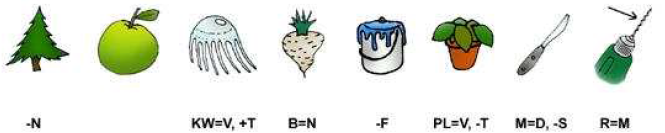 -N KW=V, +T B=N -F PL=V, -T M=D, -S R=M